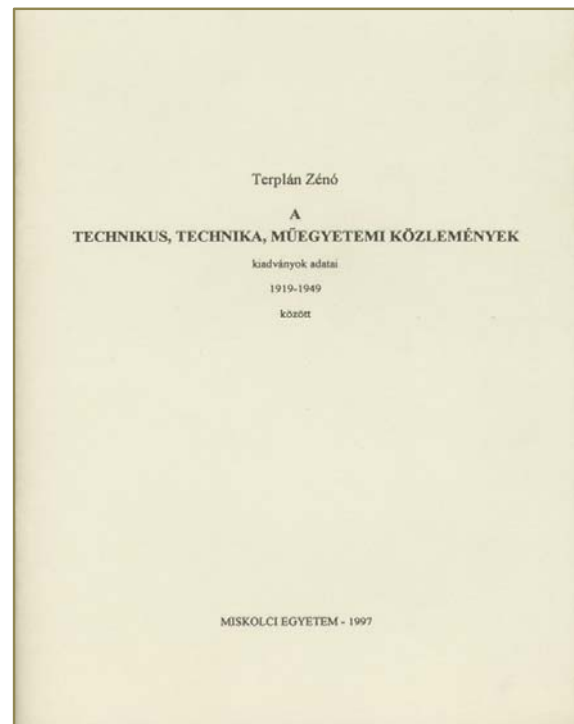 Terplán Zénó
A
TECHNIKUS, TECHNIKA, MŰEGYETEMI KÖZLEMÉNYEK
kiadványok adatai
1919-1949
között
MISKOLCI EGYETEM - 1997